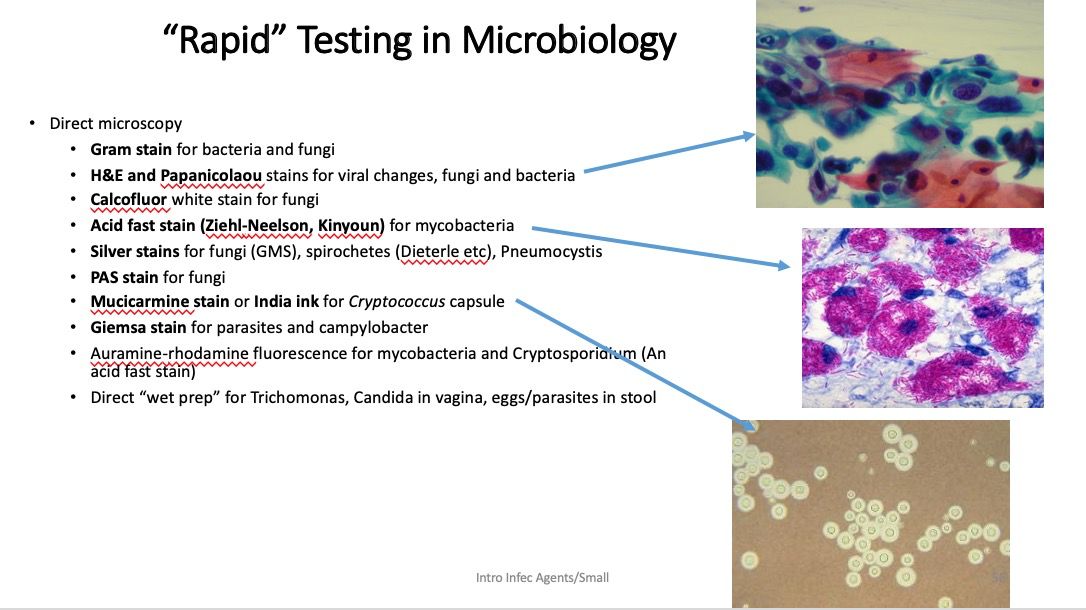 “Rapid” Testing in Microbiology
• Direct microscopy
• Gram stain for bacteria and fungi
• H&E and Papanicolaou stains for viral changes, fungi and bacteria
• Calcofluor white stain for fungi
• Acid fast stain (Ziehl-Neelson, Kinyoun) for mycobacteria
• Silver stains for fungi (GMS), spirochetes (Dieterle etc), Pneumocystis
• PAS stain for fungi
• Mucicarmine stain or India ink for Cryptococcus capsule
• Giemsa stain for parasites and campylobacter
• Auramine-rhodamine fluorescence for mycobacteria and Cryptosporidium (An
acid fast stain)
• Direct “wet prep” for Trichomonas, Candida in vagina, eggs/parasites in stool
Intro Infec Agents/Small